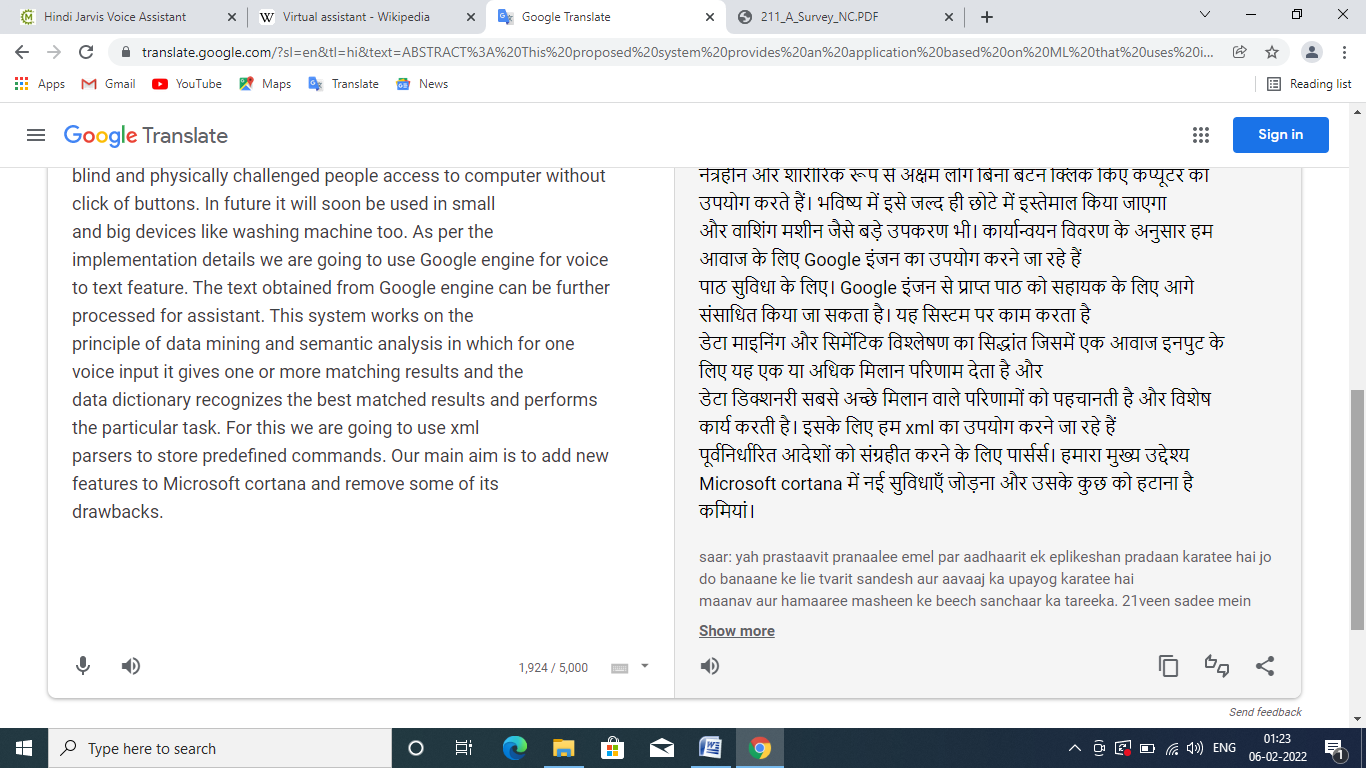 Hindi Jarvis Voice Assistant
Virtual assistant - Wikipedia
Google Translate
211_A_Survey_NC.PDF
translate.google.com/?sl=en&tl=hi&text=ABSTRACT%3A%20This%20proposed%20system%20provides%20an%20application%20based%20on%20ML%20that%20uses%20i...
Apps
Gmail
YouTube
Maps
Translate
News
Reading list
Google Translate
Sign in
blind and physically challenged people access to computer without
click of buttons. In future it will soon be used in small
and big devices like washing machine too. As per the
implementation details we are going to use Google engine for voice
to text feature. The text obtained from Google engine can be further
processed for assistant. This system works on the
principle of data mining and semantic analysis in which for one
voice input it gives one or more matching results and the
data dictionary recognizes the best matched results and performs
the particular task. For this we are going to use xml
parsers to store predefined commands. Our main aim is to add new
features to Microsoft cortana and remove some of its
drawbacks.
1,924 / 5,000
नेत्रहीन और शारीरिक रूप से अक्षम लोग बिना बटन क्लिक किए कंप्यूटर का
उपयोग करते हैं। भविष्य में इसे जल्द ही छोटे में इस्तेमाल किया जाएगा
और वाशिंग मशीन जैसे बड़े उपकरण भी। कार्यान्वयन विवरण के अनुसार हम
आवाज के लिए Google इंजन का उपयोग करने जा रहे हैं
पाठ सुविधा के लिए। Google इंजन से प्राप्त पाठ को सहायक के लिए आगे
संसाधित किया जा सकता है। यह सिस्टम पर काम करता है
डेटा माइनिंग और सिमेंटिक विश्लेषण का सिद्धांत जिसमें एक आवाज इनपुट के
लिए यह एक या अधिक मिलान परिणाम देता है और
डेटा डिक्शनरी सबसे अच्छे मिलान वाले परिणामों को पहचानती है और विशेष
कार्य करती है। इसके लिए हम xml का उपयोग करने जा रहे हैं
पूर्वनिर्धारित आदेशों को संग्रहीत करने के लिए पार्सर्स। हमारा मुख्य उद्देश्य
Microsoft cortana में नई सुविधाएँ जोड़ना और उसके कुछ को हटाना है
कमियां।
saar: yah prastaavit pranaalee emel par aadhaarit ek eplikeshan pradaan karatee hai jo
do banaane ke lie tvarit sandesh aur aavaaj ka upayog karatee hai
maanav aur hamaaree masheen ke beech sanchaar ka tareeka. 21veen sadee mein
Show more
Send feedback
Type here to search
ENG
01:23
06-02-2022
1